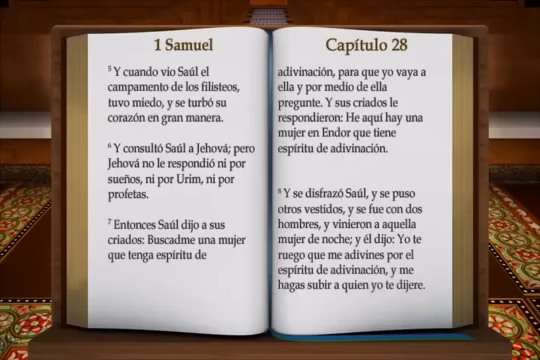 1 Samuel
⁵ Y cuando vio Saúl el
campamento de los filisteos,
tuvo miedo, y se turbó su
corazón en gran manera.
⁶ Y consultó Saúl a Jehová; pero
Jehová no le respondió ni por
sueños, ni por Urim, ni por
profetas.
⁷ Entonces Saúl dijo a sus
criados: Buscadme una mujer
que tenga espíritu de
Capítulo 28
adivinación, para que yo vaya a
ella y por medio de ella
pregunte. Y sus criados le
respondieron: He aquí hay una
mujer en Endor que tiene
espíritu de adivinación.
⁸ Y se disfrazó Saúl, y se puso
otros vestidos, y se fue con dos
hombres, y vinieron a aquella
mujer de noche; y él dijo: Yo te
ruego que me adivines por el
espíritu de adivinación, y me
hagas subir a quien yo te dijere.